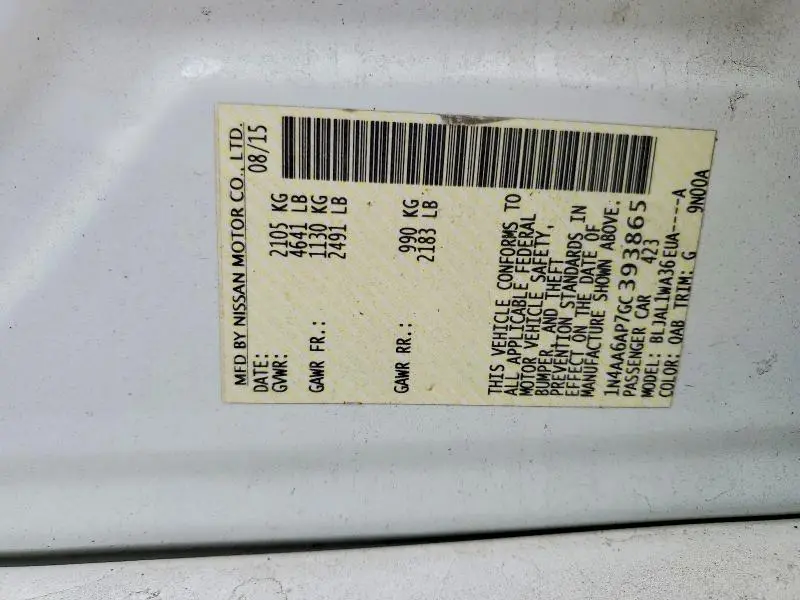 MFD BY NISSAN MOTOR CO., LTD.
DATE: 08/15
GVWR: 2105 KG
4641 LB
GAWR FR.: 1130 KG
2491 LB
GAWR RR.: 990 KG
2183 LB
THIS VEHICLE CONFORMS TO
ALL APPLICABLE FEDERAL
MOTOR VEHICLE SAFETY,
BUMPER, AND THEFT
PREVENTION STANDARDS IN
EFFECT ON THE DATE OF
MANUFACTURE SHOWN ABOVE.
1N4AA6AP7GC393865
PASSENGER CAR 423
MODEL: BLJAL1WA36EUA----A
COLOR: QAB TRIM: G 9N00A